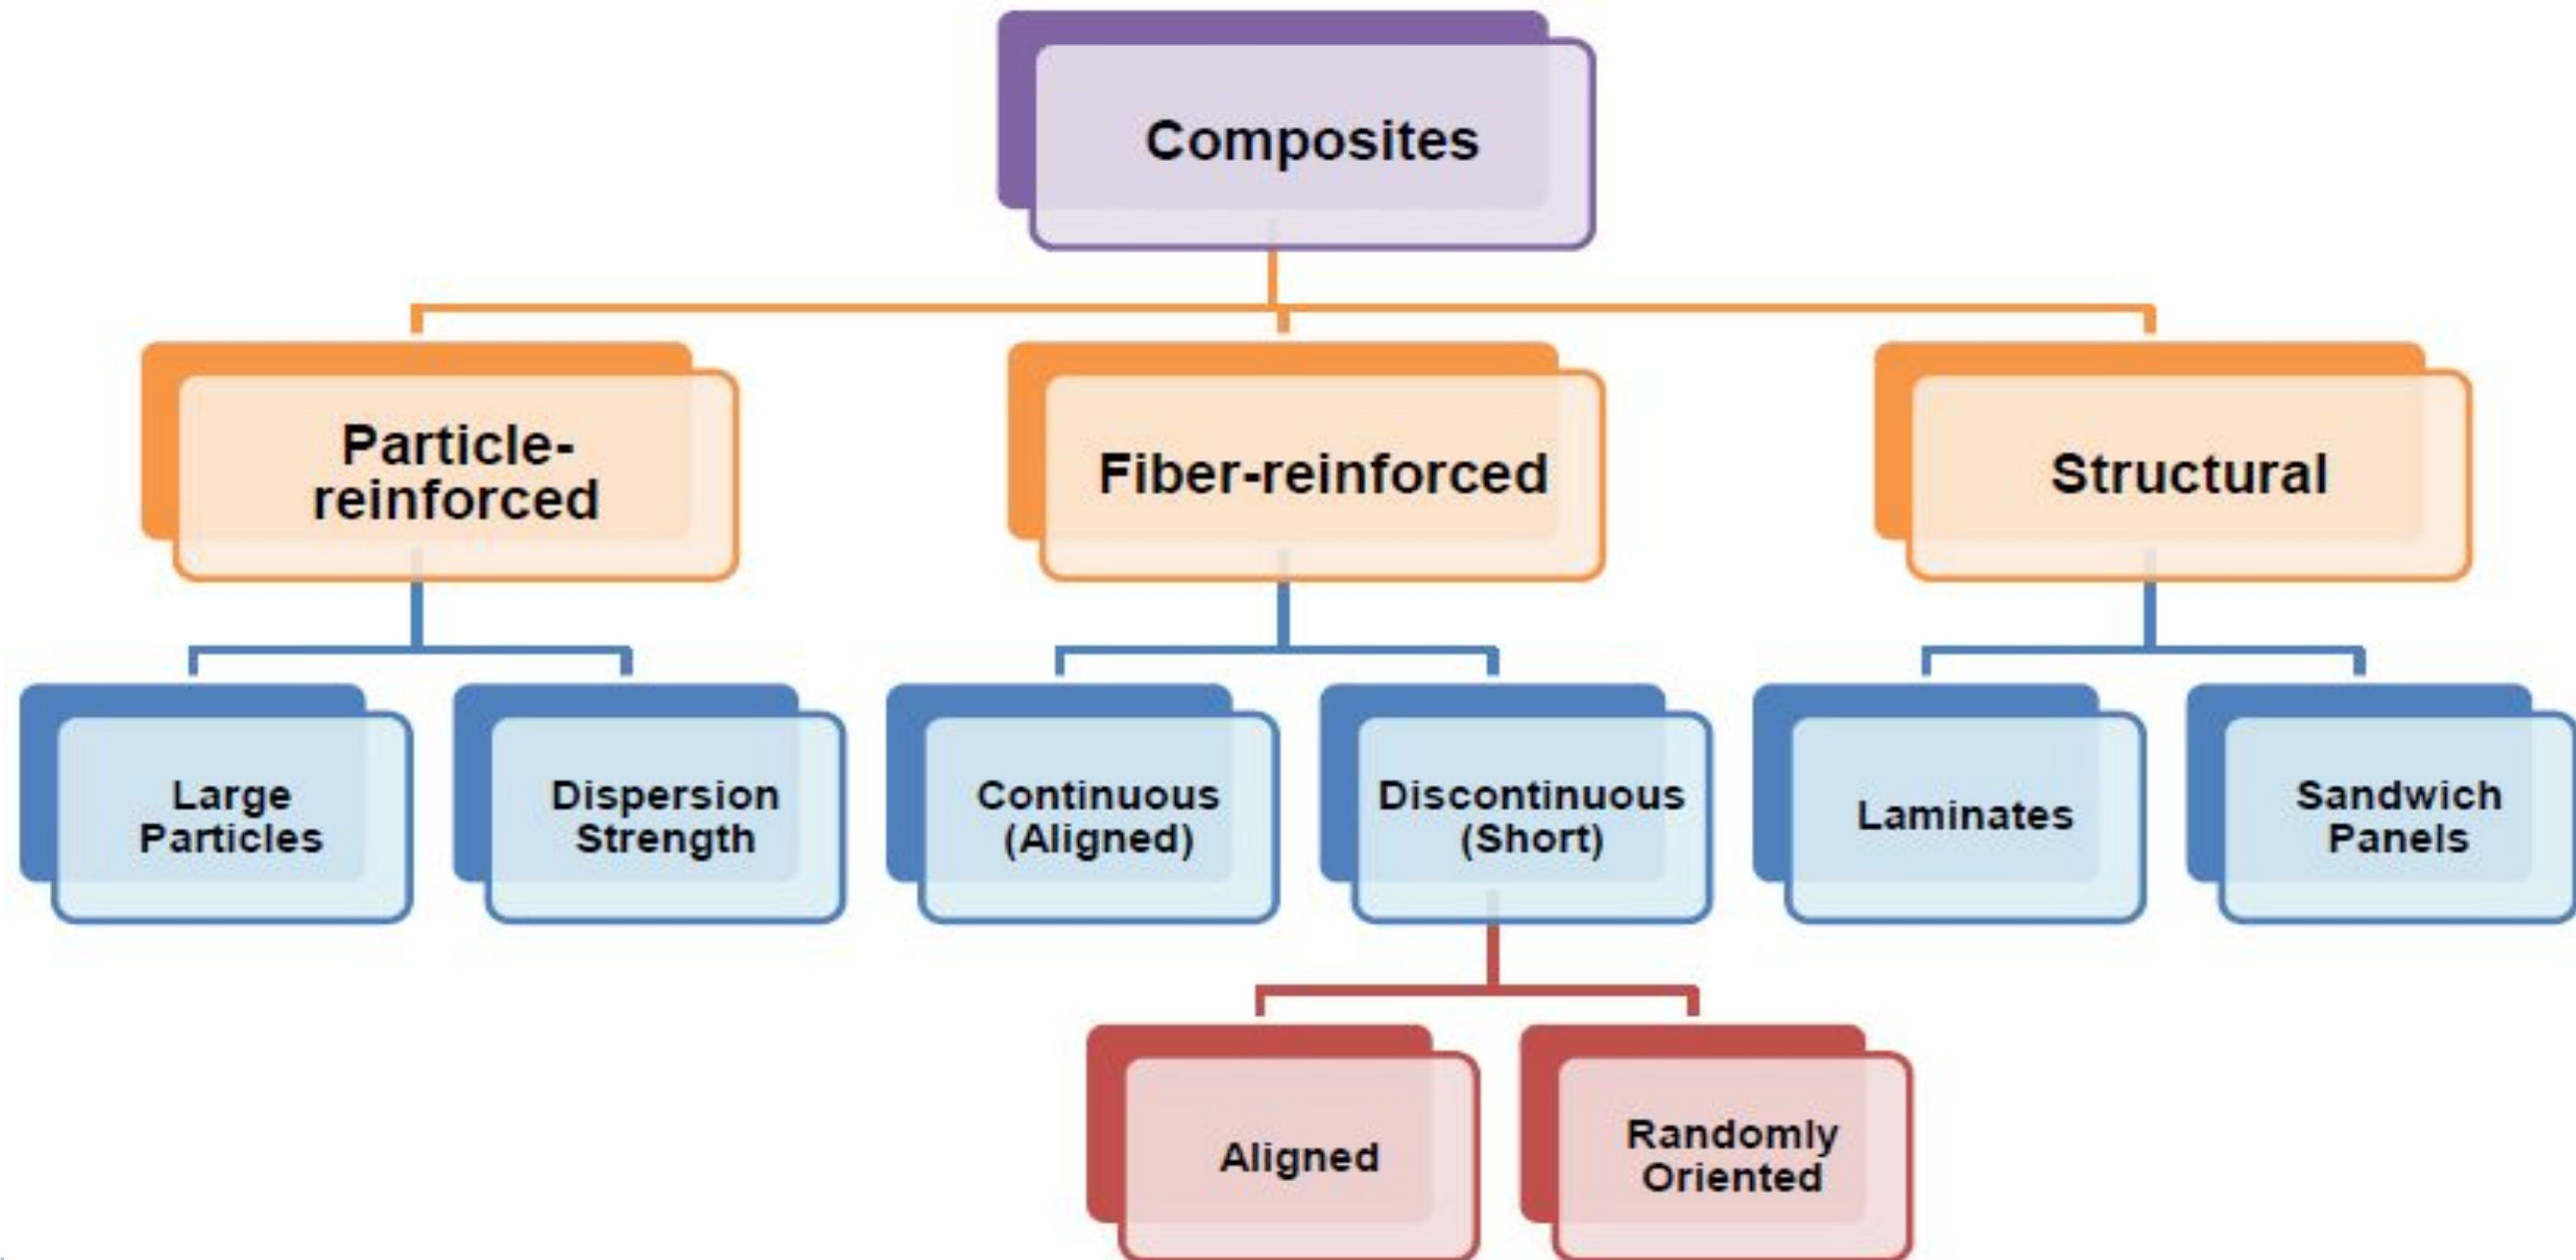 Composites
Particle-
reinforced
Fiber-reinforced
Structural
Large
Particles
Dispersion
Strength
Continuous
(Aligned)
Discontinuous
(Short)
Laminates
Sandwich
Panels
Aligned
Randomly
Oriented